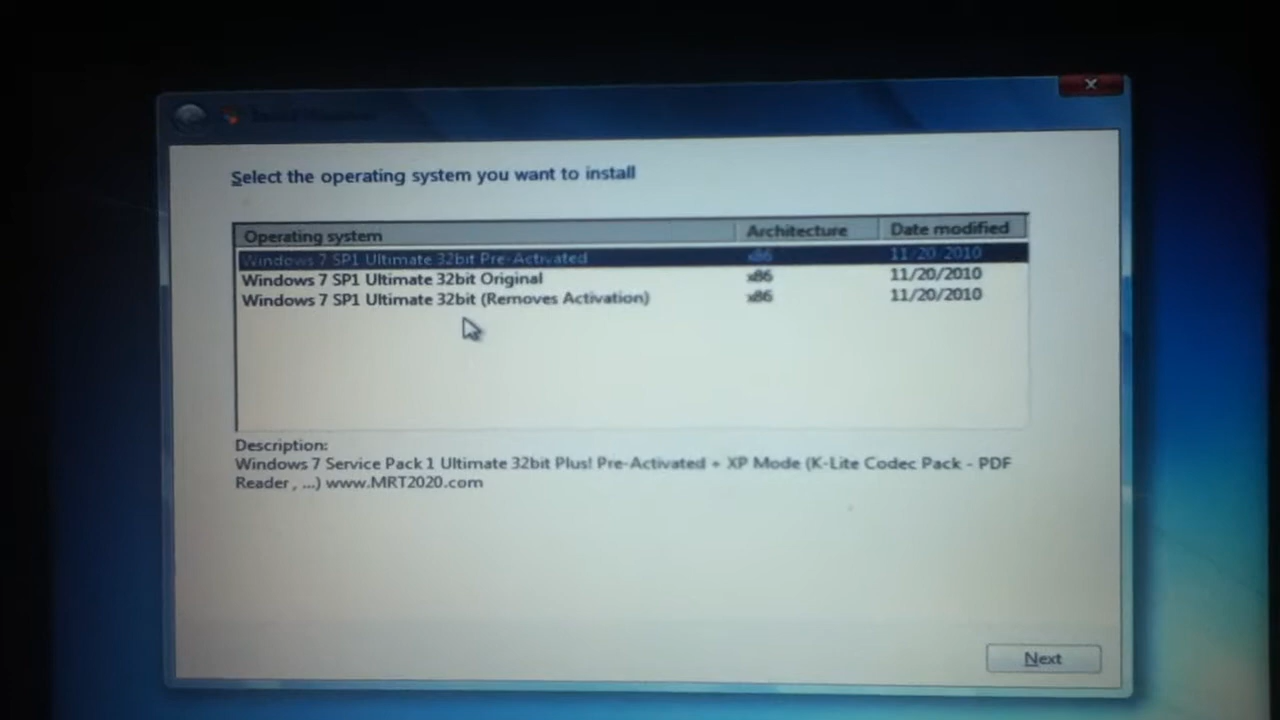 Select the operating system you want to install
Operating system Architecture Date modified
Windows 7 SP1 Ultimate 32bit Pre-Activated x86 11/20/2010
Windows 7 SP1 Ultimate 32bit Original x86 11/20/2010
Windows 7 SP1 Ultimate 32bit (Removes Activation) x86 11/20/2010
Description:
Windows 7 Service Pack 1 Ultimate 32bit Plus! Pre-Activated + XP Mode (K-Lite Codec Pack - PDF
Reader , ...) www.MRT2020.com
Next